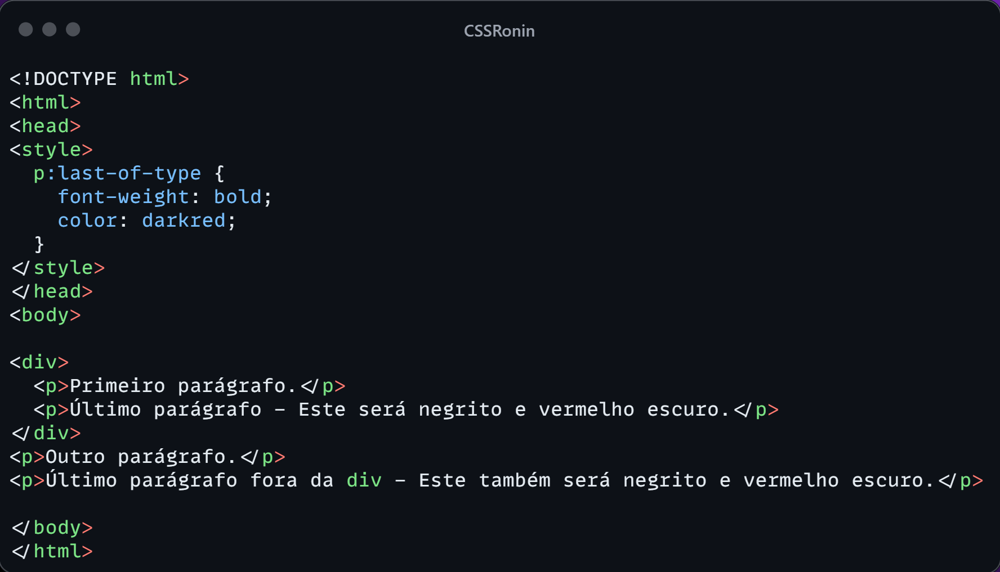 CSSRonin
<!DOCTYPE html>
<html>
<head>
<style>
  p:last-of-type {
    font-weight: bold;
    color: darkred;
  }
</style>
</head>
<body>

<div>
  <p>Primeiro parágrafo.</p>
  <p>Último parágrafo - Este será negrito e vermelho escuro.</p>
</div>
<p>Outro parágrafo.</p>
<p>Último parágrafo fora da div - Este também será negrito e vermelho escuro.</p>

</body>
</html>